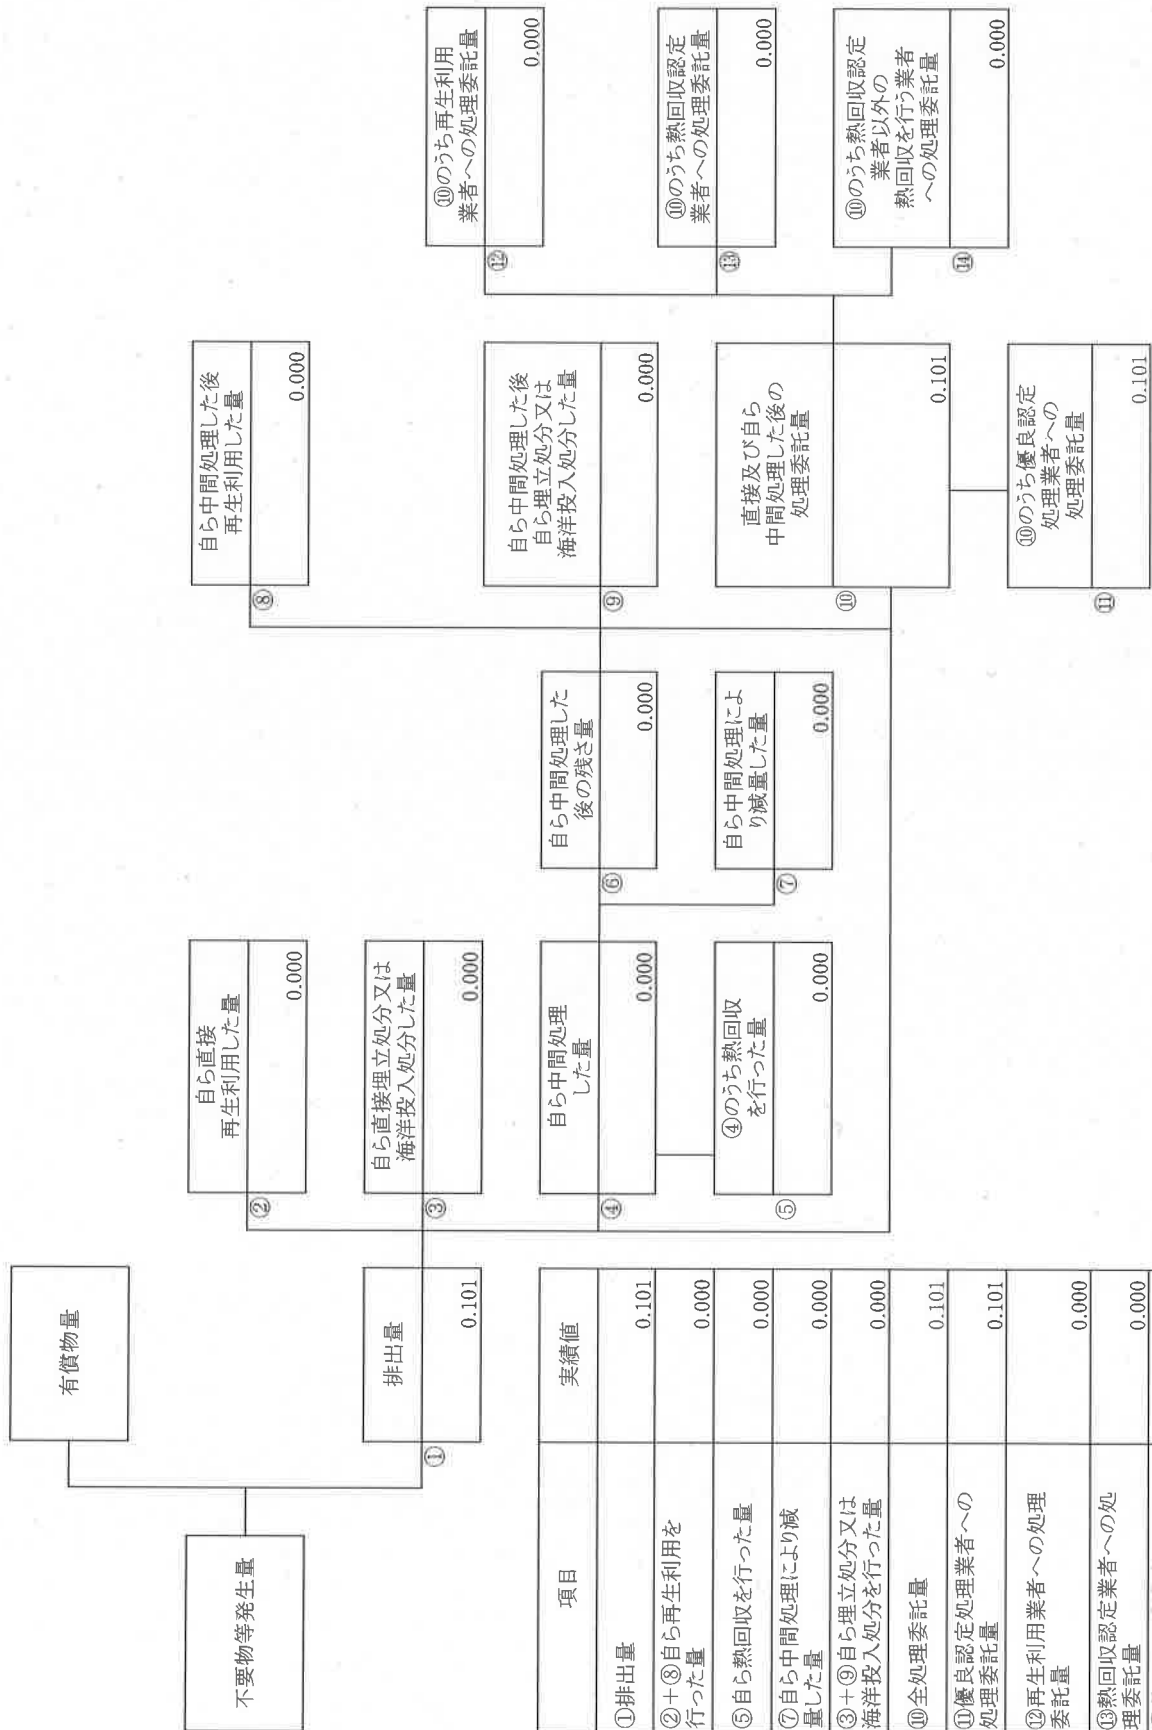 有償物量
不要物等発生量
排出量
①
0.101
自ら直接
再生利用した量
②
0.000
自ら直接埋立処分又は
海洋投入処分した量
③
0.000
自ら中間処理
した量
④
0.000
④のうち熱回収
を行った量
⑤
0.000
自ら中間処理した
後の残さ量
⑥
0.000
自ら中間処理によ
り減量した量
⑦
0.000
自ら中間処理した後
再生利用した量
⑧
0.000
自ら中間処理した後
自ら埋立処分又は
海洋投入処分した量
⑨
0.000
直接及び自ら
中間処理した後の
処理委託量
⑩
0.101
⑩のうち優良認定
処理業者への
処理委託量
⑪
0.101
⑩のうち再生利用
業者への処理委託量
⑫
0.000
⑩のうち熱回収認定
業者への処理委託量
⑬
0.000
⑩のうち熱回収認定
業者以外の
熱回収を行う業者
への処理委託量
⑭
0.000
項目 実績値
①排出量 0.101
②+⑧自ら再生利用を
行った量 0.000
⑤自ら熱回収を行った量 0.000
⑦自ら中間処理により減
量した量 0.000
③+⑨自ら埋立処分又は
海洋投入処分を行った量 0.000
⑩全処理委託量 0.101
⑪優良認定処理業者への
処理委託量 0.101
⑫再生利用業者への処理
委託量 0.000
⑬熱回収認定業者への処
理委託量 0.000